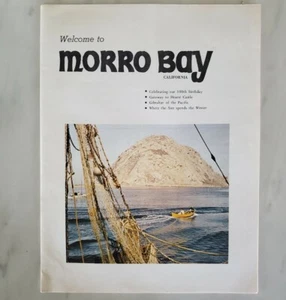 Welcome to
MORRO BAY
CALIFORNIA
• Celebrating our 100th birthday
• Gateway to Hearst Castle
• Gibraltar of the Pacific
• Where the Sun spends the Winter